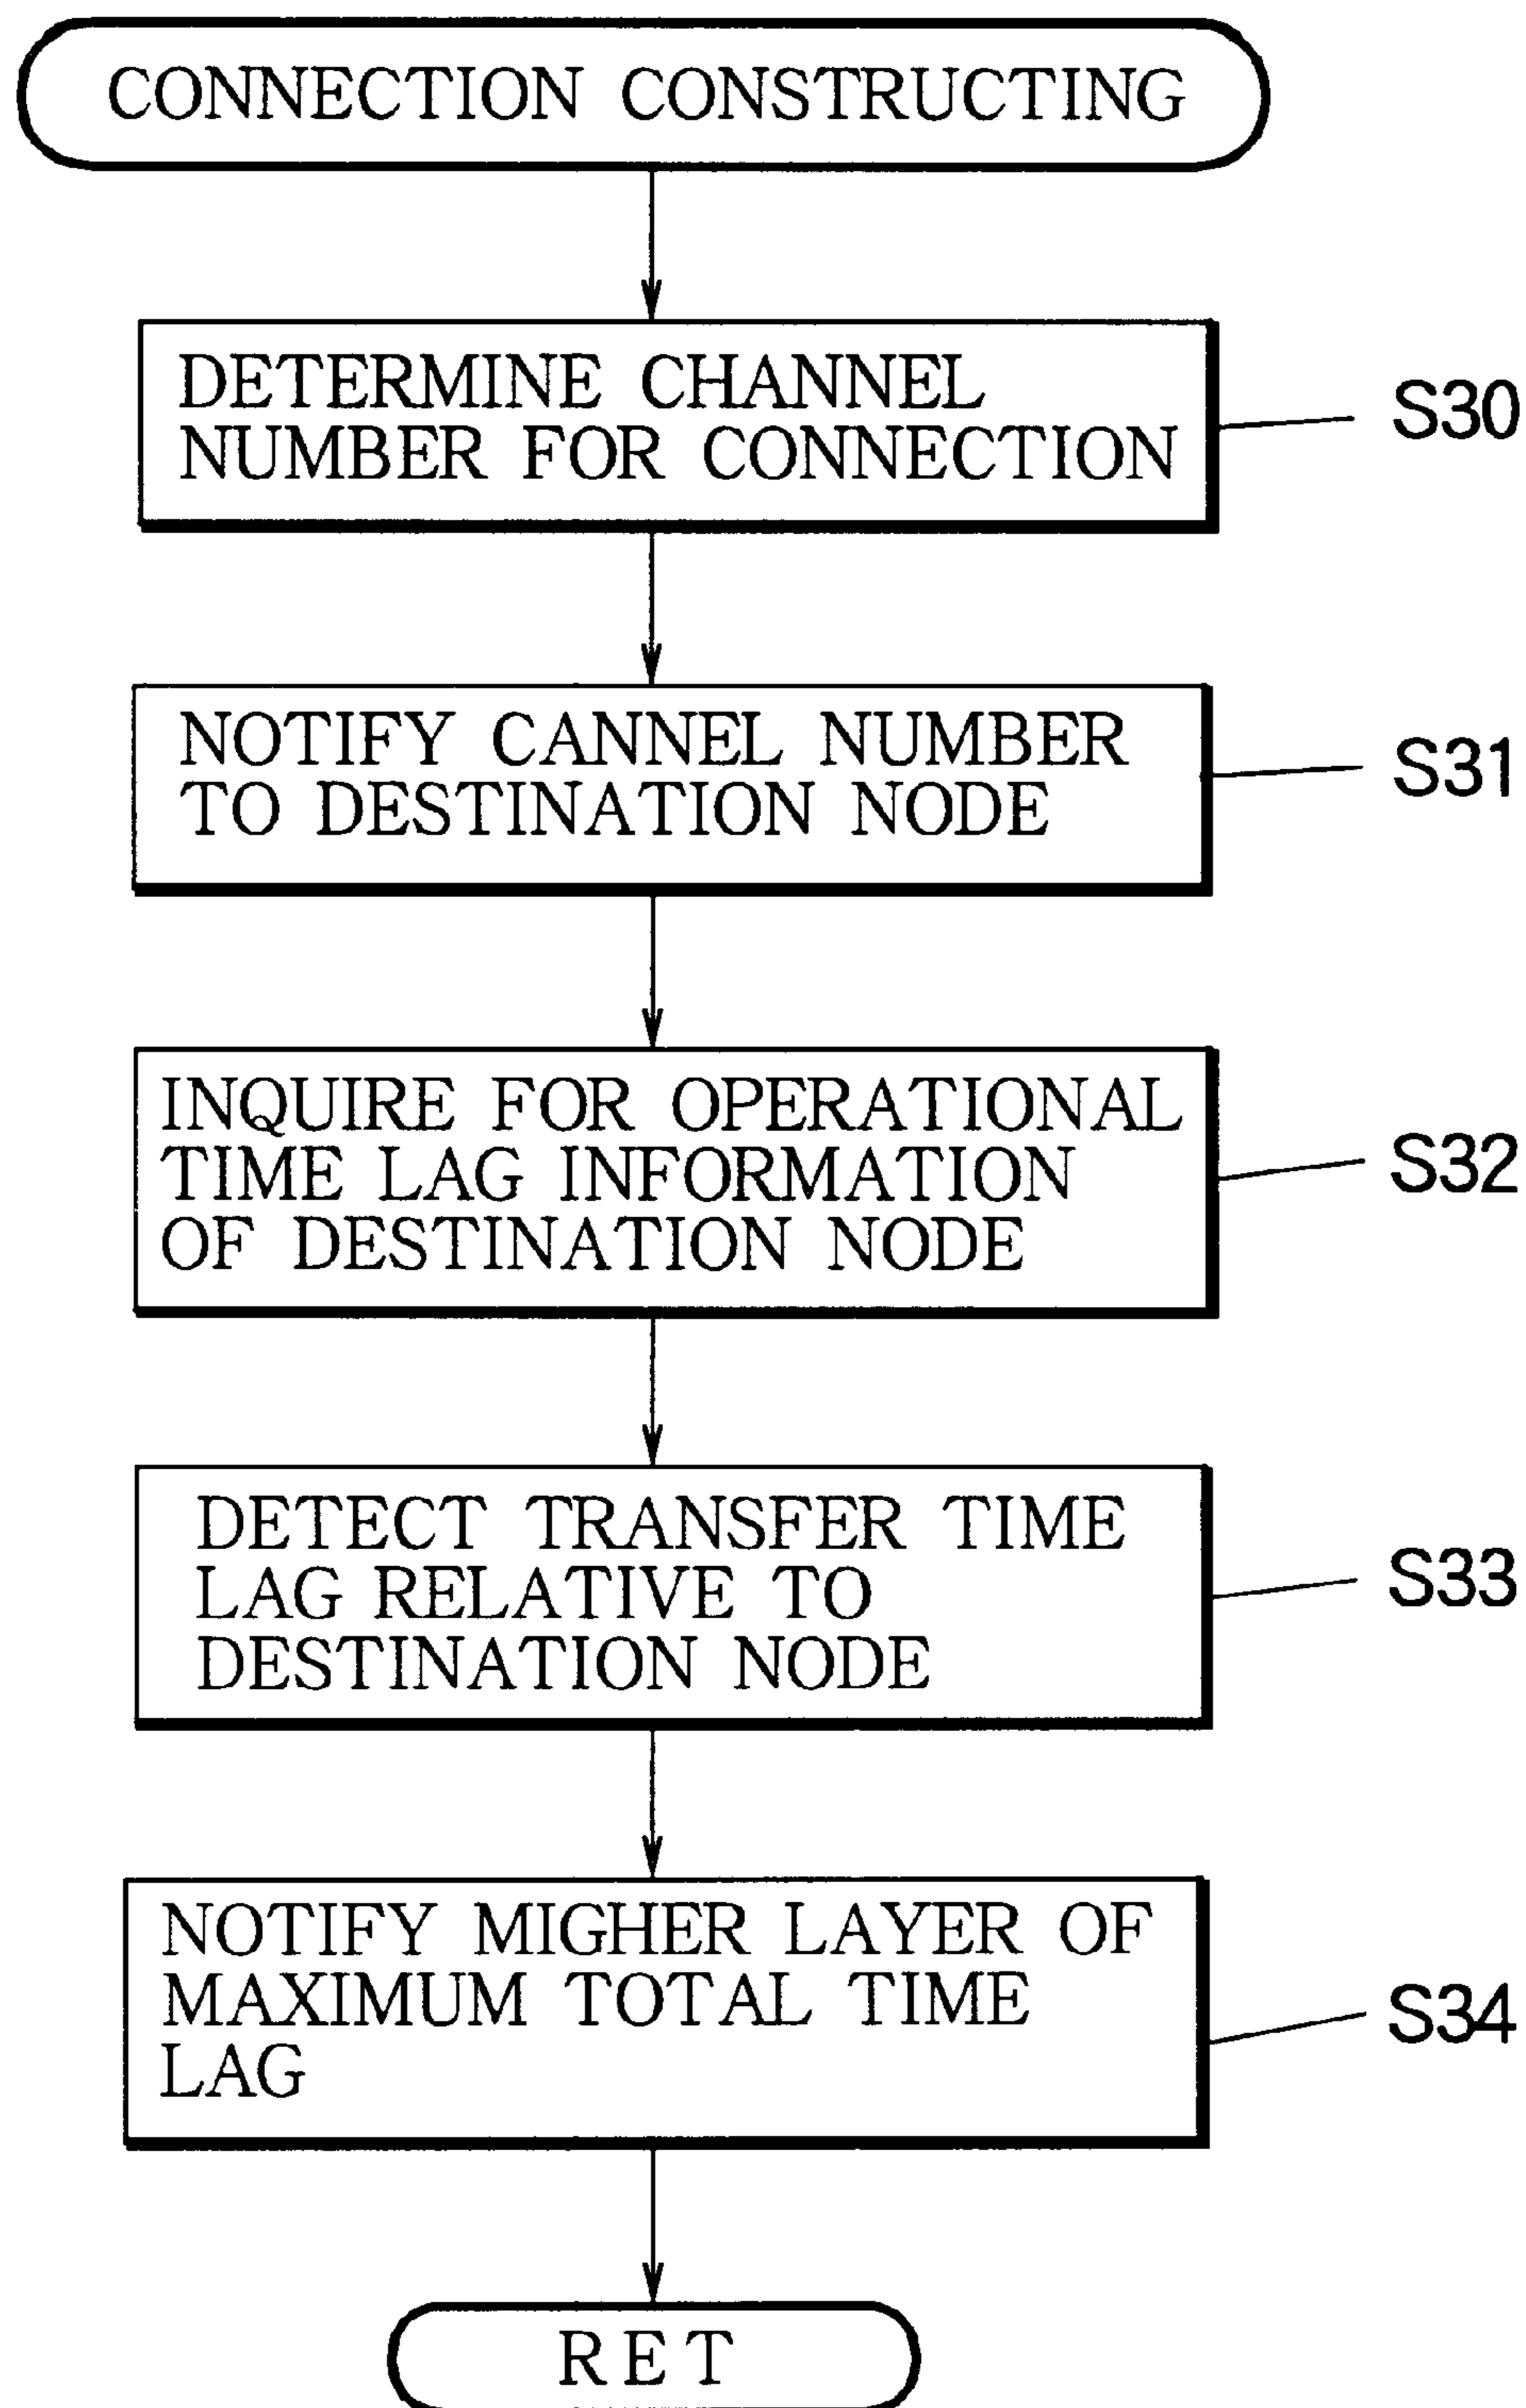 CONNECTION CONSTRUCTING
DETERMINE CHANNEL
NUMBER FOR CONNECTION
S30
NOTIFY CANNEL NUMBER
TO DESTINATION NODE
S31
INQUIRE FOR OPERATIONAL
TIME LAG INFORMATION
OF DESTINATION NODE
S32
DETECT TRANSFER TIME
LAG RELATIVE TO
DESTINATION NODE
S33
NOTIFY MIGHER LAYER OF
MAXIMUM TOTAL TIME
LAG
S34
RET